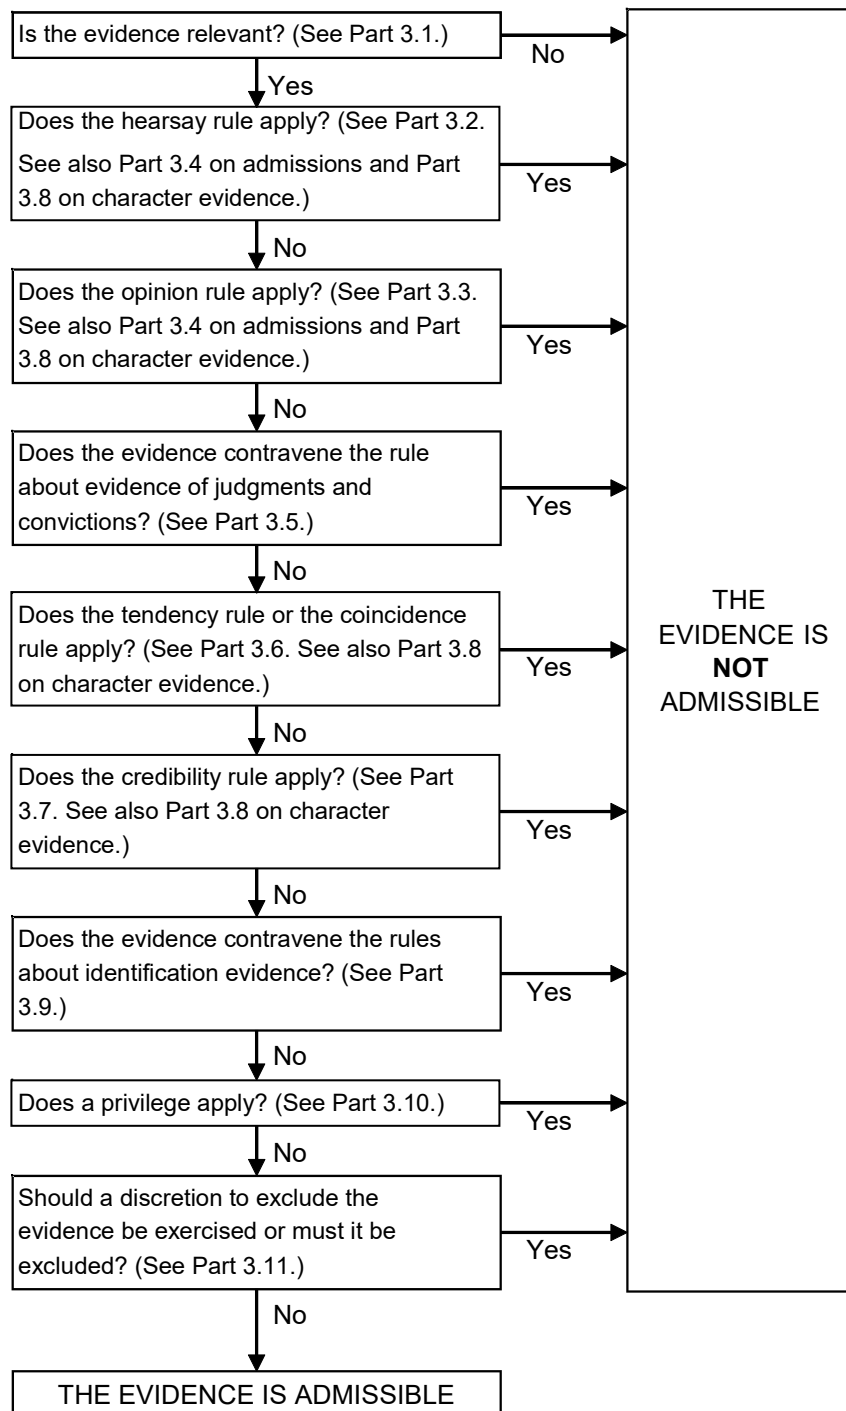 Is the evidence relevant? (See Part 3.1.)
No
Yes
Does the hearsay rule apply? (See Part 3.2.
See also Part 3.4 on admissions and Part
3.8 on character evidence.)
Yes
No
Does the opinion rule apply? (See Part 3.3.
See also Part 3.4 on admissions and Part
3.8 on character evidence.)
Yes
No
Does the evidence contravene the rule
about evidence of judgments and
convictions? (See Part 3.5.)
Yes
No
Does the tendency rule or the coincidence
rule apply? (See Part 3.6. See also Part 3.8
on character evidence.)
Yes
No
THE
EVIDENCE IS
NOT
ADMISSIBLE
Does the credibility rule apply? (See Part
3.7. See also Part 3.8 on character
evidence.)
Yes
No
Does the evidence contravene the rules
about identification evidence? (See Part
3.9.)
Yes
No
Does a privilege apply? (See Part 3.10.)
Yes
No
Should a discretion to exclude the
evidence be exercised or must it be
excluded? (See Part 3.11.)
Yes
No
THE EVIDENCE IS ADMISSIBLE